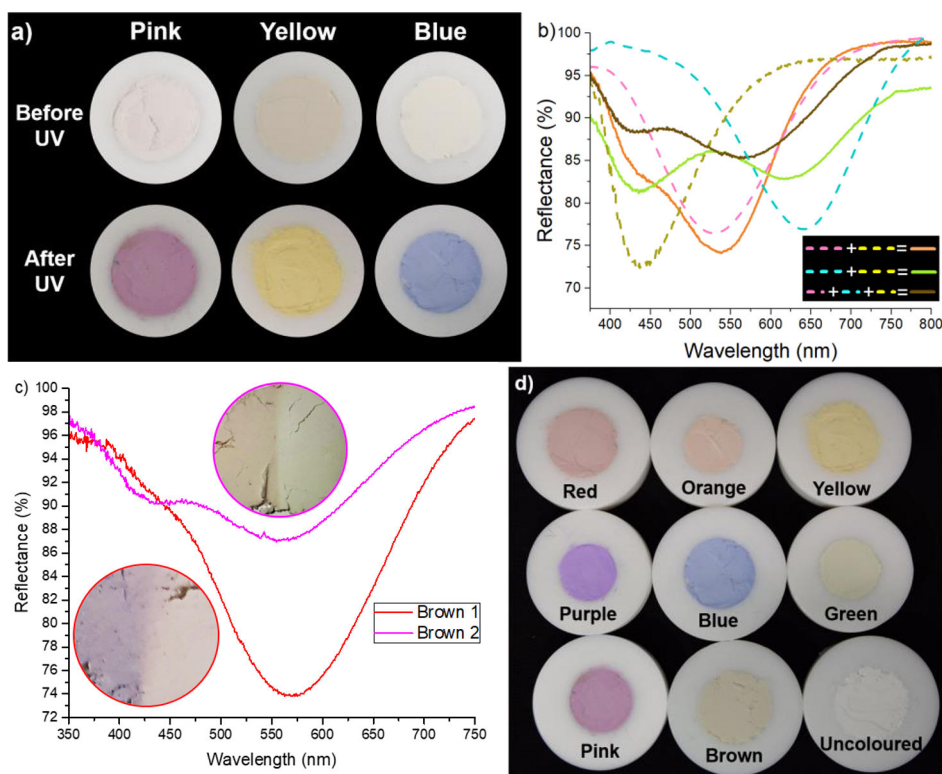 a)
Pink Yellow Blue
Before
UV
After
UV
b)
100
95
90
85
80
75
70
Reflectance (%)
400 450 500 550 600 650 700 750 800
Wavelength (nm)
+ =
+ =
+ + =
c)
100
98
96
94
92
90
88
86
84
82
80
78
76
74
72
Reflectance (%)
350 400 450 500 550 600 650 700 750
Wavelength (nm)
Brown 1
Brown 2
d)
Red Orange Yellow
Purple Blue Green
Pink Brown Uncoloured